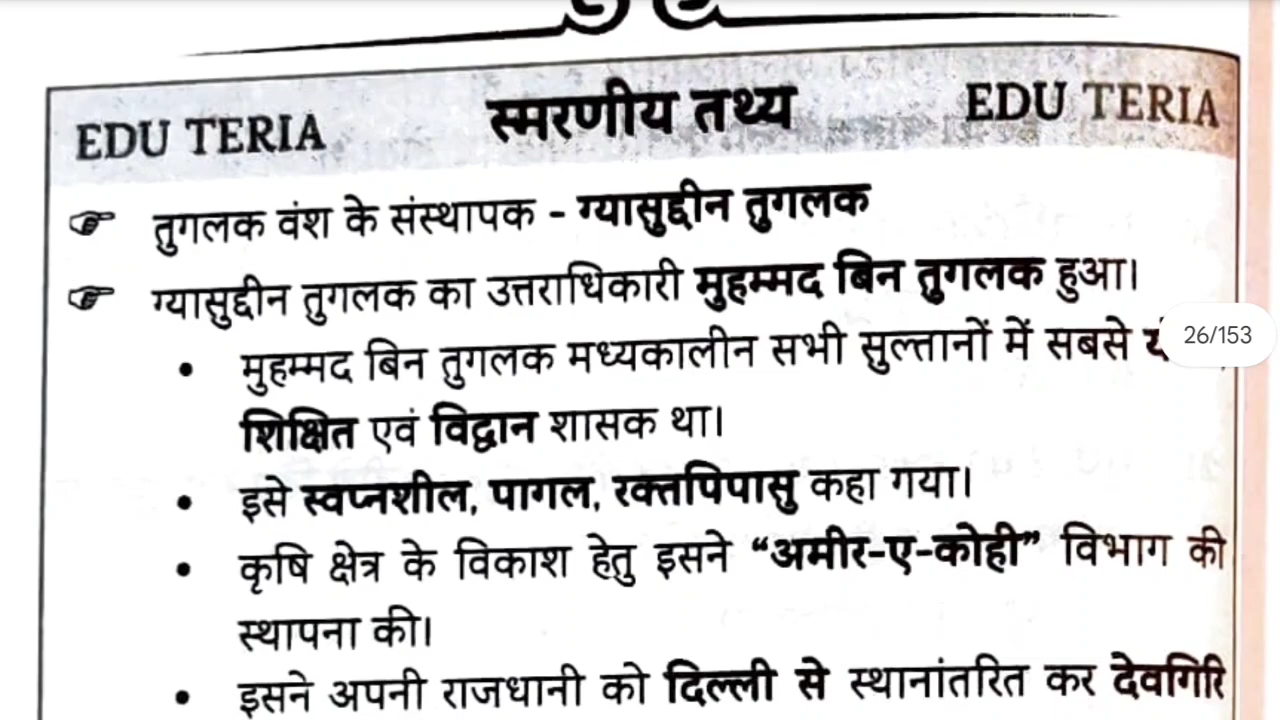 EDU TERIA स्मरणीय तथ्य EDU TERIA
तुगलक वंश के संस्थापक - ग्यासुद्दीन तुगलक
ग्यासुद्दीन तुगलक का उत्तराधिकारी मुहम्मद बिन तुगलक हुआ।
• मुहम्मद बिन तुगलक मध्यकालीन सभी सुल्तानों में सबसे
26/153
शिक्षित एवं विद्वान शासक था।
• इसे स्वप्नशील, पागल, रक्तपिपासु कहा गया।
• कृषि क्षेत्र के विकाश हेतु इसने “अमीर-ए-कोही” विभाग की
स्थापना की।
• इसने अपनी राजधानी को दिल्ली से स्थानांतरित कर देवगिरि